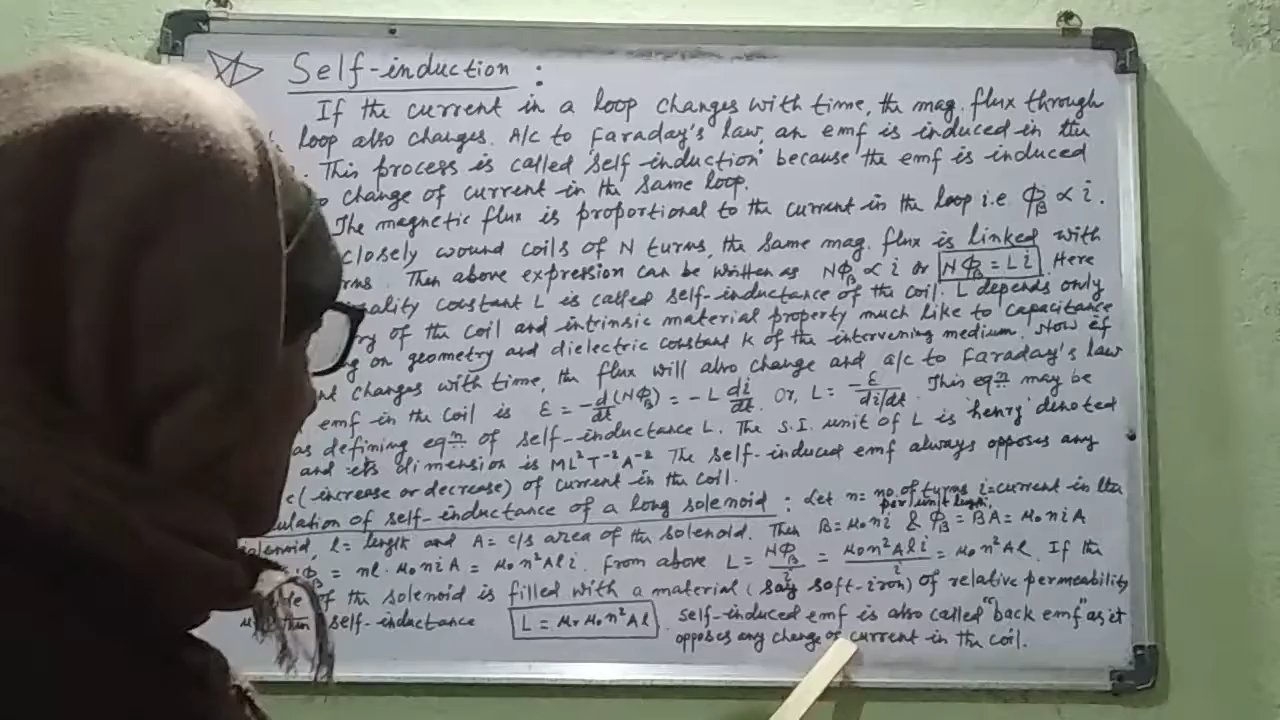 Self-induction :
If the current in a loop changes with time, the mag. flux through
loop also changes. A/c to Faraday's law, an emf is induced in the
. This process is called 'self induction' because the emf is induced
change of current in the same loop.
The magnetic flux is proportional to the current in the loop i.e. Φ_B ∝ i.
closely wound coils of N turns, the same mag. flux is linked with
Then above expression can be written as NΦ_B ∝ i or NΦ_B = Li. Here
constant 'L' is called self-inductance of the coil. L depends only
of the coil and intrinsic material property much like to capacitance
on geometry and dielectric constant K of the intervening medium. Now if
changes with time, the flux will also change and a/c to Faraday's law
emf in the coil is ε = -d/dt (NΦ_B) = -L di/dt. Or, L = -ε / di/dt. This eqn may be
as defining eqn of self-inductance L. The S.I. unit of L is 'henry' denoted
and its dimension is ML²T⁻²A⁻². The self-induced emf always opposes any
(increase or decrease) of current in the coil.
of self-inductance of a long solenoid : Let n = no. of turns per unit length, i = current in the
l = length and A = c/s area of the solenoid. Then B = μ₀ni & Φ_B = BA = μ₀niA
= nl · μ₀niA = μ₀n²Ali. From above L = NΦ_B/i = μ₀n²Ali/i = μ₀n²Al. If the
of the solenoid is filled with a material (say soft-iron) of relative permeability
then self-inductance L = μᵣμ₀n²Al. Self-induced emf is also called "back emf" as it
opposes any change of current in the coil.